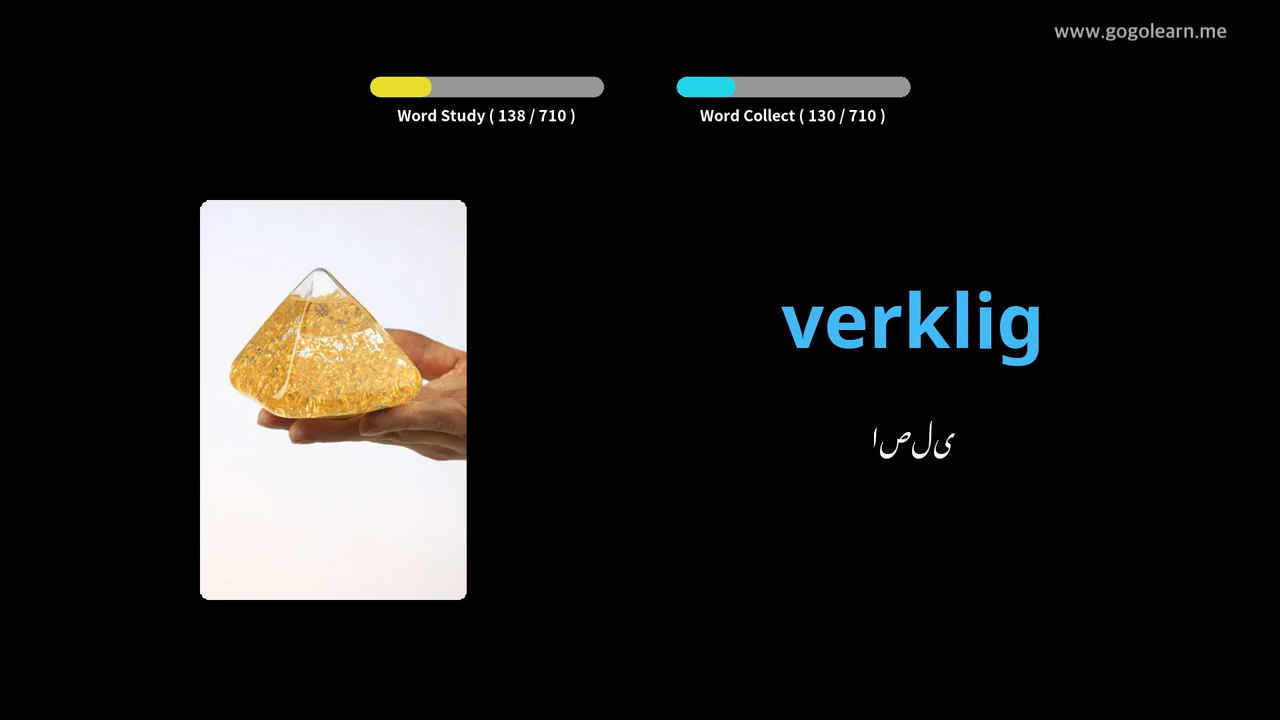 www.gogolearn.me
Word Study ( 138 / 710 )
Word Collect ( 130 / 710 )
verklig
اصلی